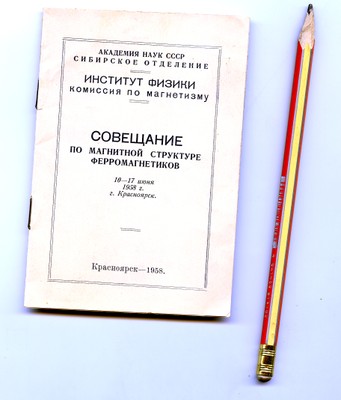 АКАДЕМИЯ НАУК СССР
СИБИРСКОЕ ОТДЕЛЕНИЕ
ИНСТИТУТ ФИЗИКИ
КОМИССИЯ ПО МАГНЕТИЗМУ
СОВЕЩАНИЕ
ПО МАГНИТНОЙ СТРУКТУРЕ
ФЕРРОМАГНЕТИКОВ
10—17 июня
1958 г.
г. Красноярск.
Красноярск—1958.